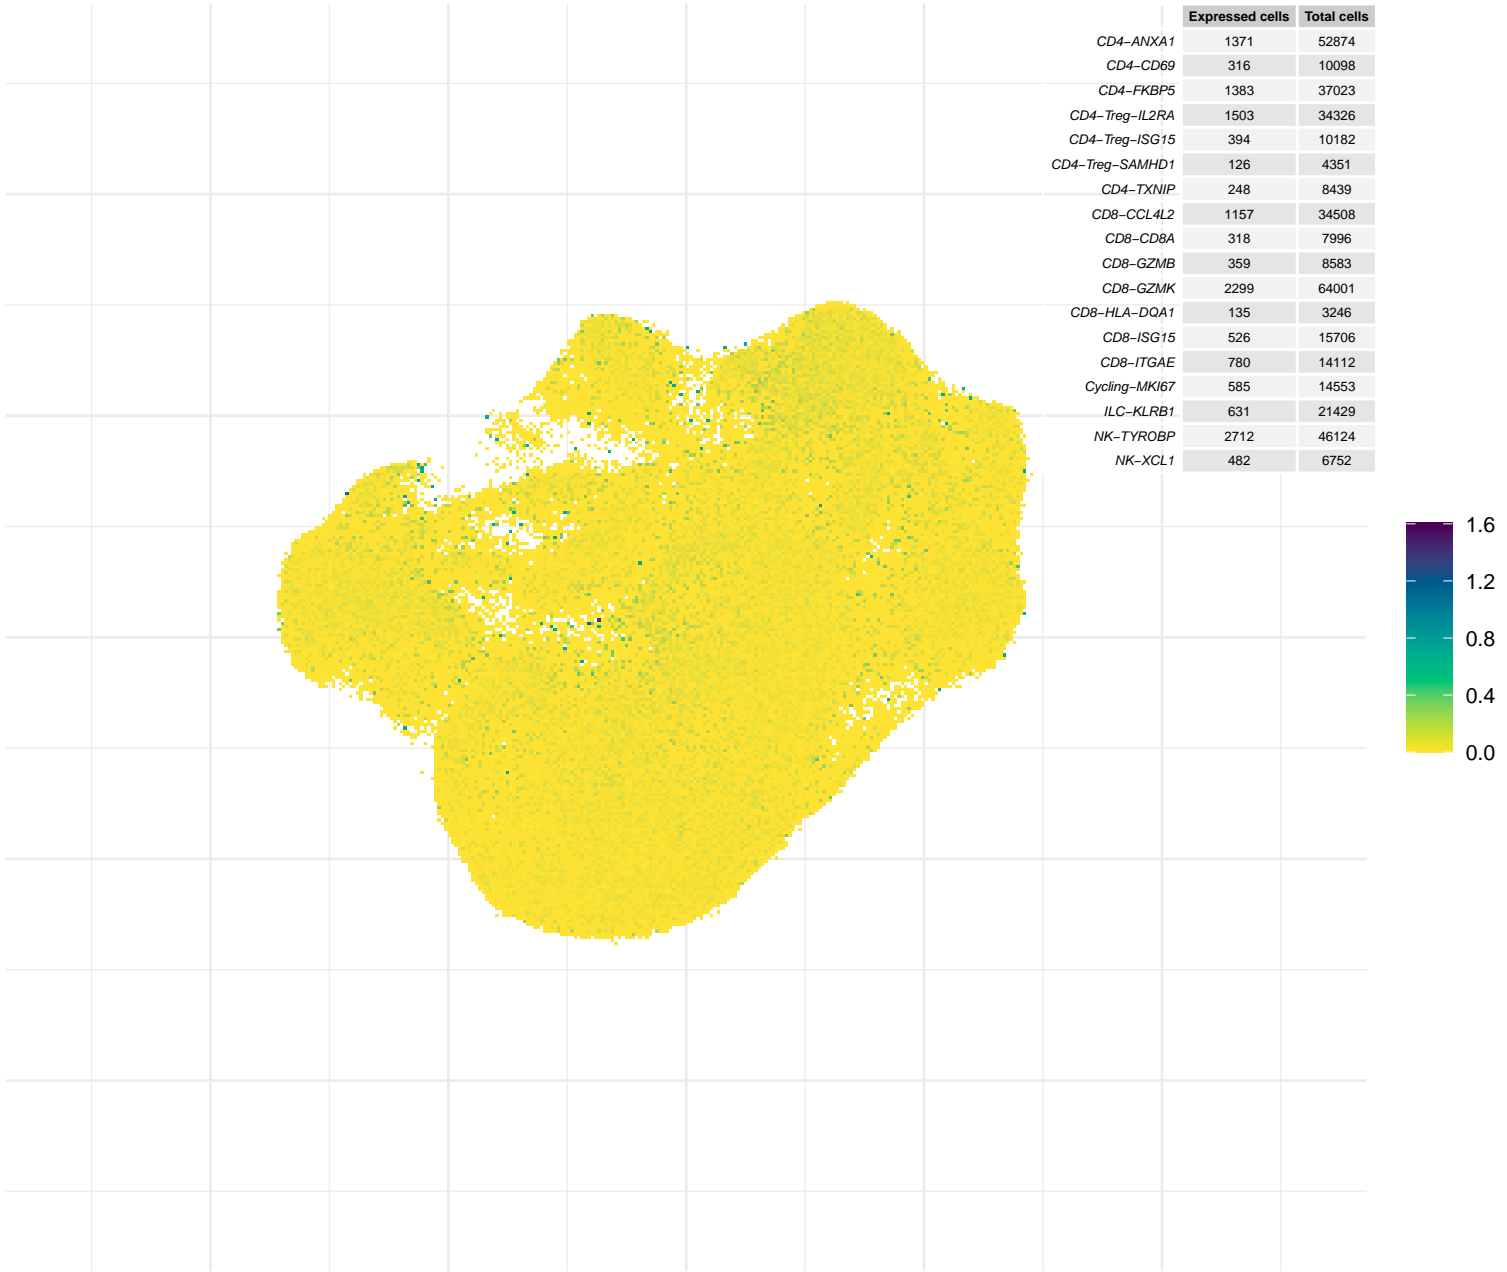 Expressed cells Total cells
CD4−ANXA1 1371 52874
CD4−CD69 316 10098
CD4−FKBP5 1383 37023
CD4−Treg−IL2RA 1503 34326
CD4−Treg−ISG15 394 10182
CD4−Treg−SAMHD1 126 4351
CD4−TXNIP 248 8439
CD8−CCL4L2 1157 34508
CD8−CD8A 318 7996
CD8−GZMB 359 8583
CD8−GZMK 2299 64001
CD8−HLA−DQA1 135 3246
CD8−ISG15 526 15706
CD8−ITGAE 780 14112
Cycling−MKI67 585 14553
ILC−KLRB1 631 21429
NK−TYROBP 2712 46124
NK−XCL1 482 6752
1.6
1.2
0.8
0.4
0.0